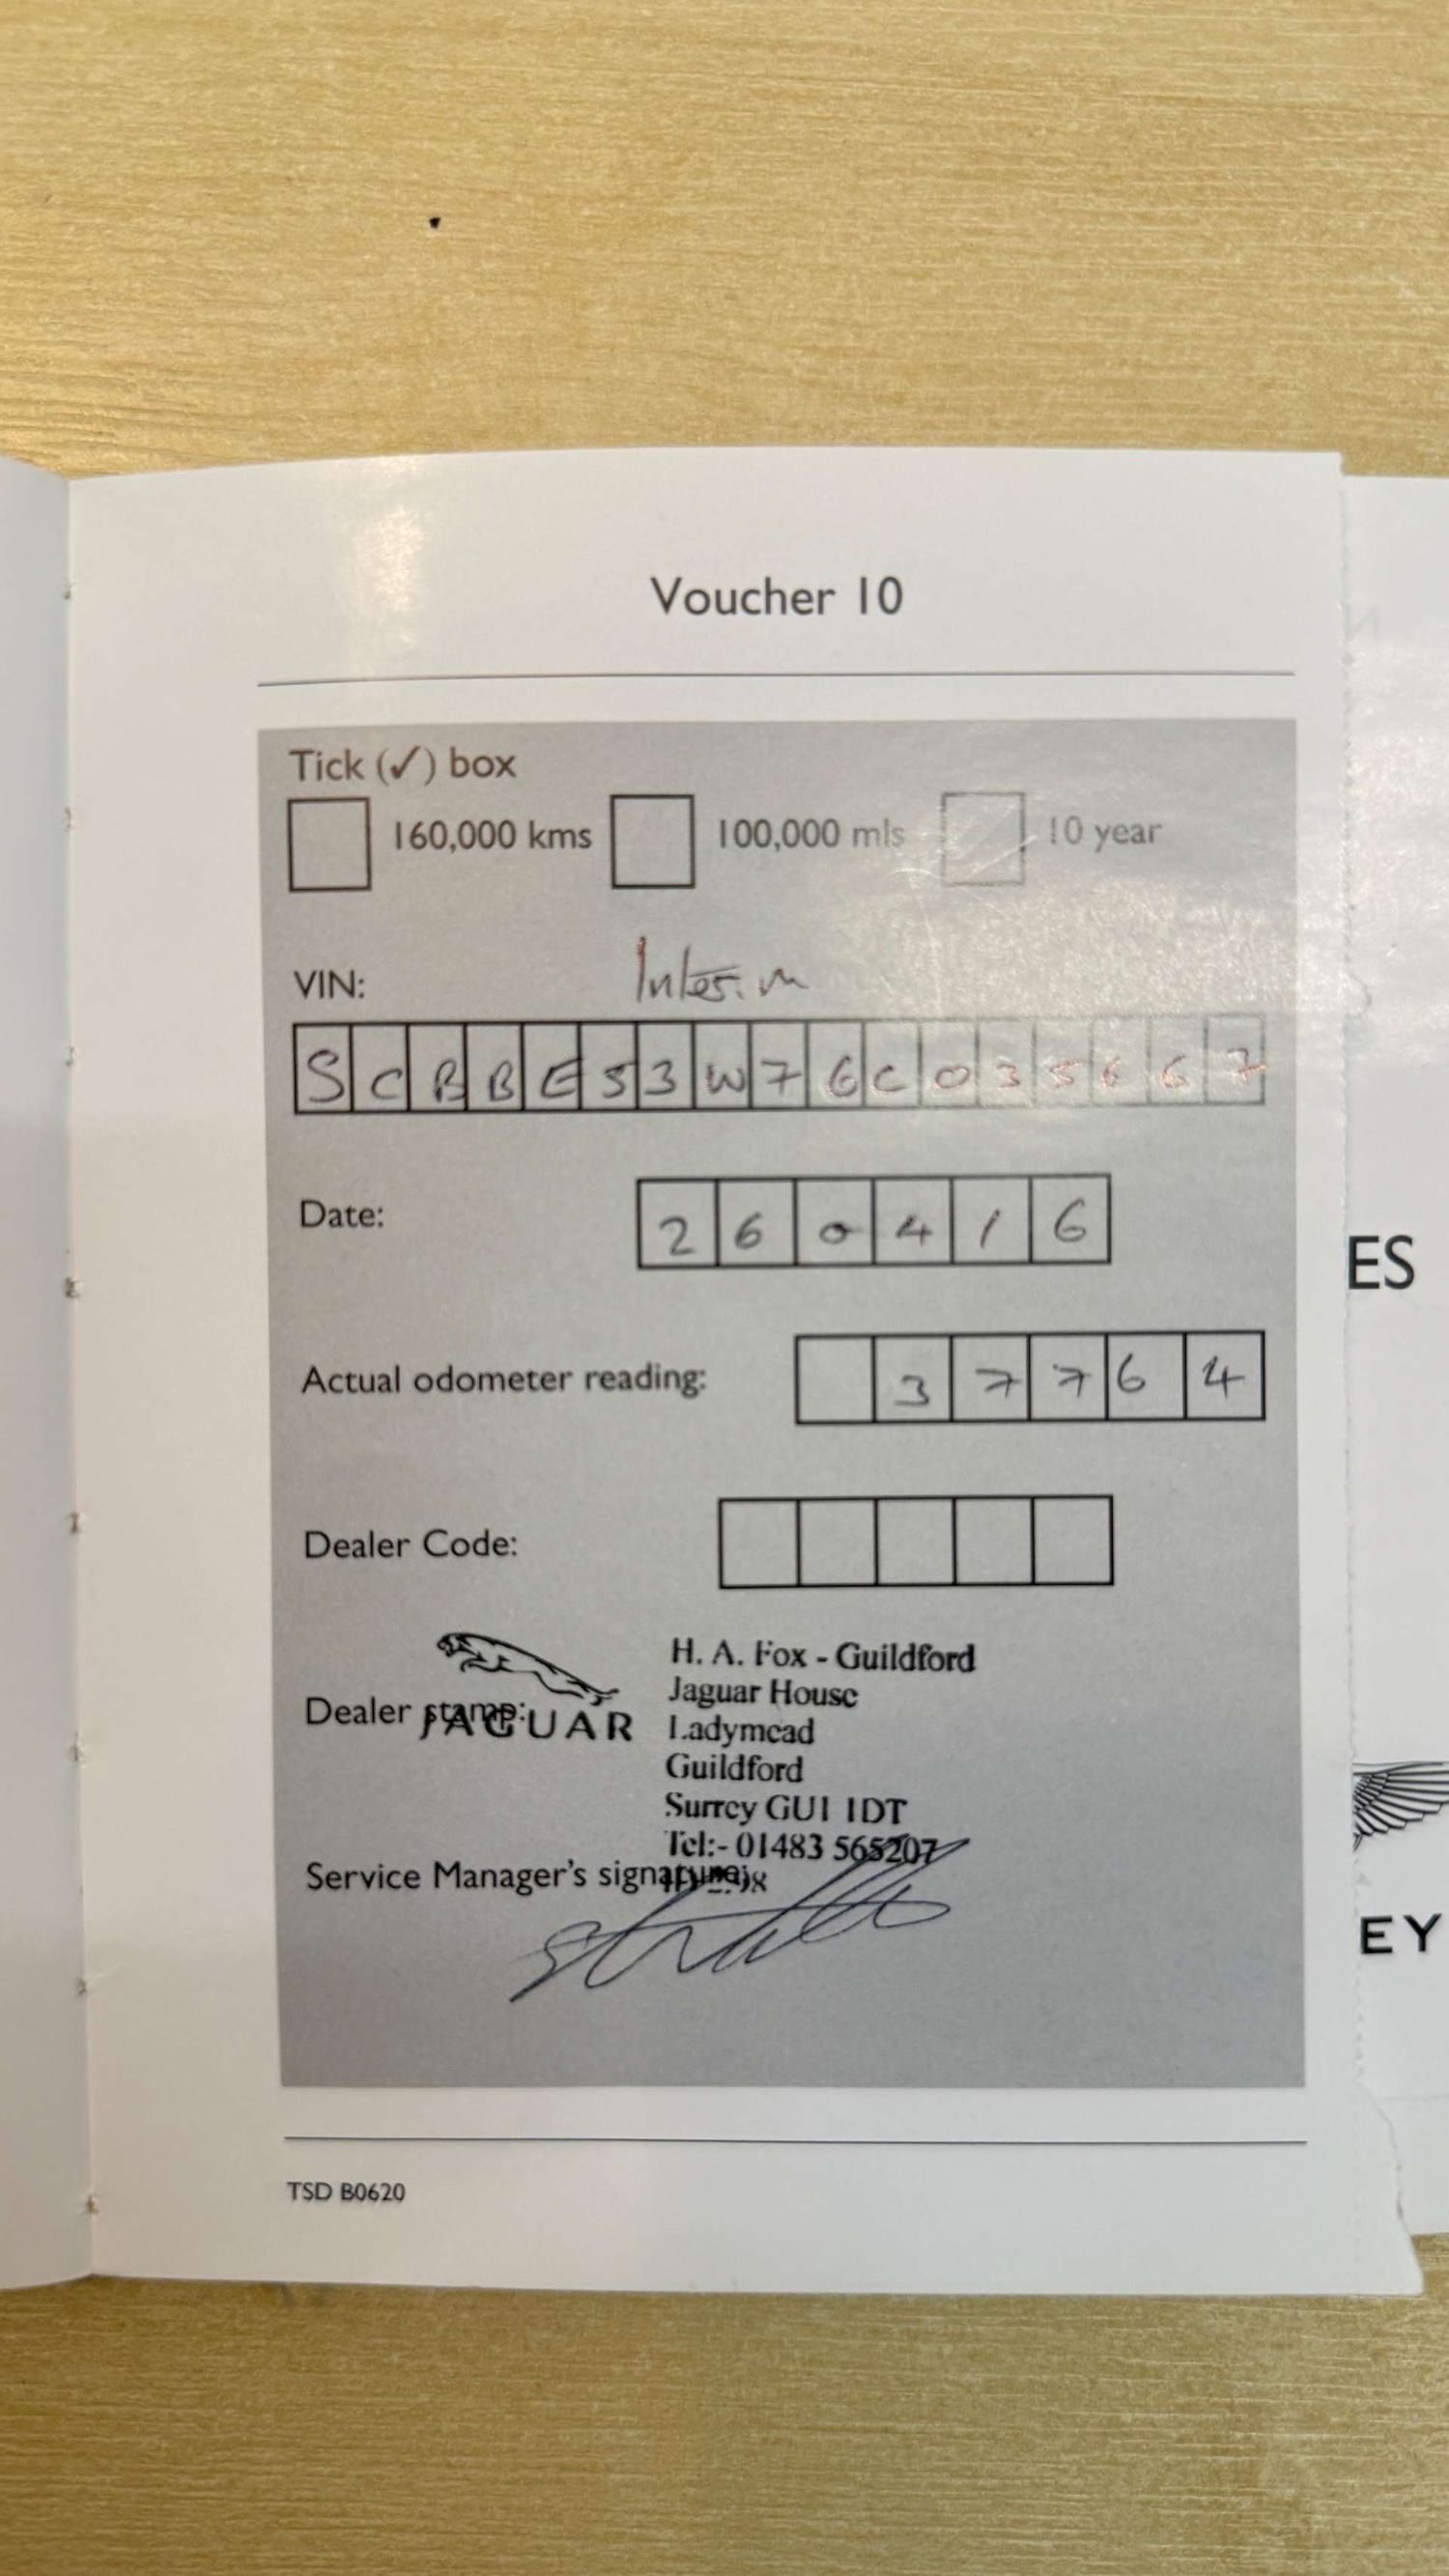 Voucher 10
Tick (✓) box
160,000 kms 100,000 mls 10 year
Interim
VIN:
SCBBE53W76C035667
Date: 260416
ES
Actual odometer reading: 37764
Dealer Code:
H. A. Fox - Guildford
Jaguar House
Dealer stamp: JAGUAR Ladymead
Guildford
Surrey GU1 1DT
Tel:- 01483 565207
Service Manager's signature:
EY
TSD B0620